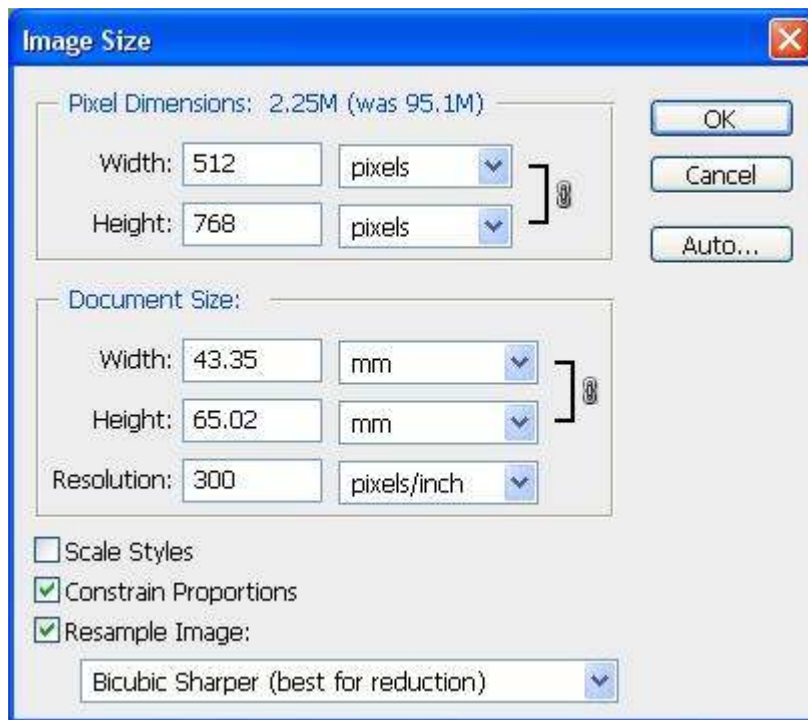 Image Size
Pixel Dimensions: 2.25M (was 95.1M)
OK
Width: 512 pixels
Cancel
Height: 768 pixels
Auto...
Document Size:
Width: 43.35 mm
Height: 65.02 mm
Resolution: 300 pixels/inch
Scale Styles
Constrain Proportions
Resample Image:
Bicubic Sharper (best for reduction)